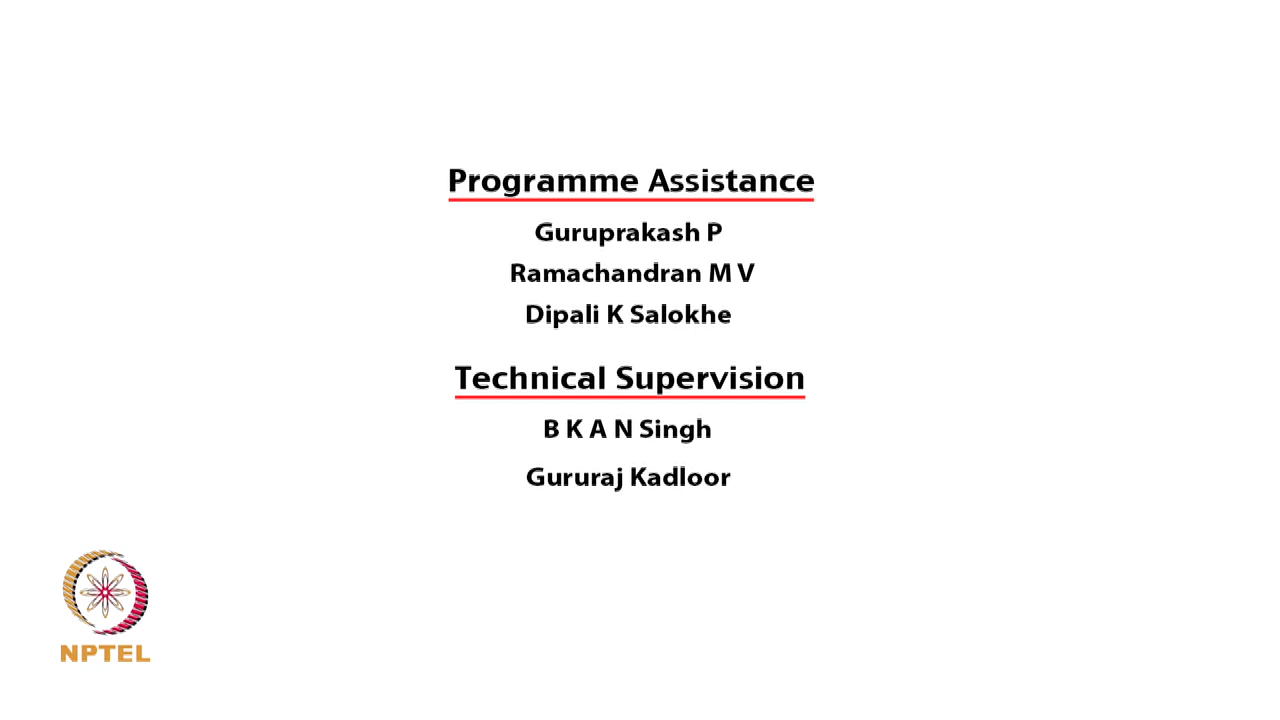 Programme Assistance
Guruprakash P
Ramachandran M V
Dipali K Salokhe
Technical Supervision
B K A N Singh
Gururaj Kadloor
NPTEL